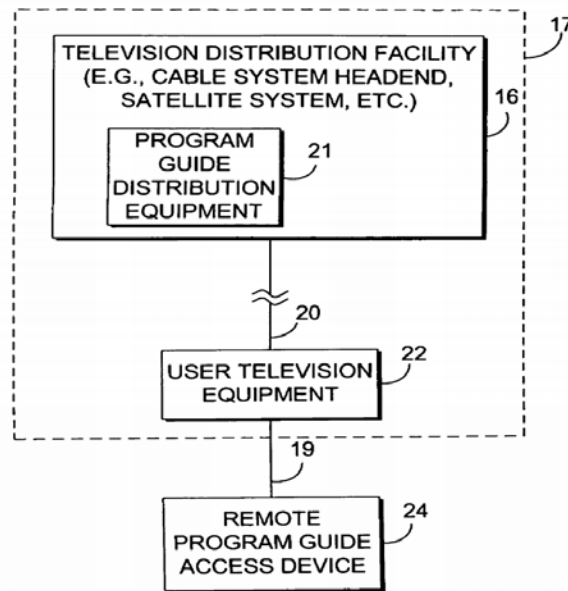 17
TELEVISION DISTRIBUTION FACILITY
(E.G., CABLE SYSTEM HEADEND,
SATELLITE SYSTEM, ETC.)
16
PROGRAM
GUIDE
DISTRIBUTION
EQUIPMENT
21
20
USER TELEVISION
EQUIPMENT
22
19
REMOTE
PROGRAM GUIDE
ACCESS DEVICE
24